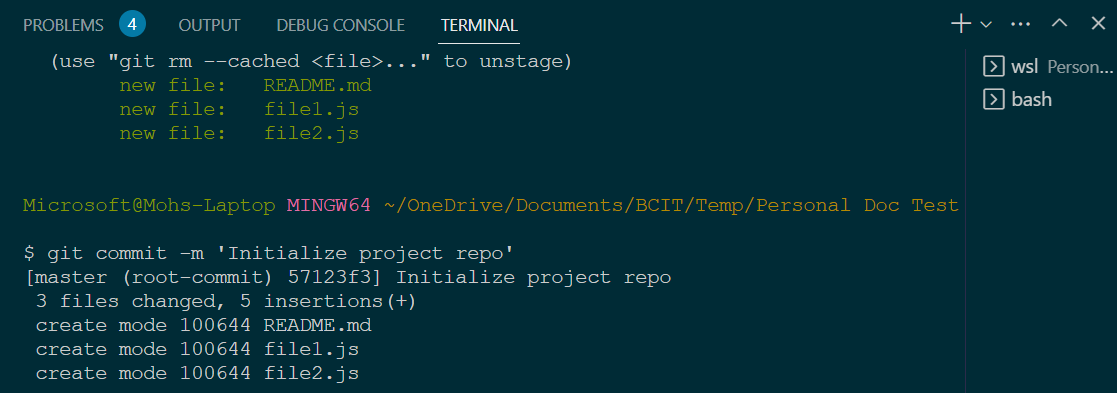 PROBLEMS 4 OUTPUT DEBUG CONSOLE TERMINAL
(use "git rm --cached <file>..." to unstage)
new file: README.md
new file: file1.js
new file: file2.js
Microsoft@Mohs-Laptop MINGW64 ~/OneDrive/Documents/BCIT/Temp/Personal Doc Test
$ git commit -m 'Initialize project repo'
[master (root-commit) 57123f3] Initialize project repo
3 files changed, 5 insertions(+)
create mode 100644 README.md
create mode 100644 file1.js
create mode 100644 file2.js
wsl Person...
bash